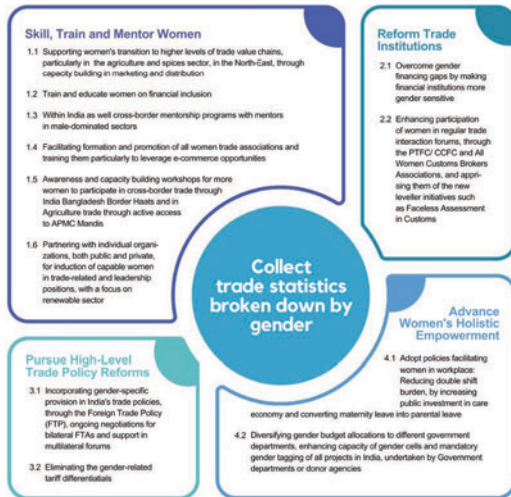 Skill, Train and Mentor Women
1.1 Supporting women's transition to higher levels of trade value chains,
particularly in the agriculture and spices sector, in the North-East, through
capacity building in marketing and distribution
1.2 Train and educate women on financial inclusion
1.3 Within India as well cross-border mentorship programs with mentors
in male-dominated sectors
1.4 Facilitating formation and promotion of all women trade associations and
training them particularly to leverage e-commerce opportunities
1.5 Awareness and capacity building workshops for more
women to participate in cross-border trade through
India Bangladesh Border Haats and in
Agriculture trade through active access
to APMC Mandis
1.6 Partnering with individual organi-
zations, both public and private,
for induction of capable women
in trade-related and leadership
positions, with a focus on
renewable sector
Reform Trade
Institutions
2.1 Overcome gender
financing gaps by making
financial institutions more
gender sensitive
2.2 Enhancing participation
of women in regular trade
interaction forums, through
the PTFC/ CCFC and All
Women Customs Brokers
Associations, and appri-
sing them of the new
leveller initiatives such
as Faceless Assessment
in Customs
Collect
trade statistics
broken down by
gender
Pursue High-Level
Trade Policy Reforms
3.1 Incorporating gender-specific
provision in India's trade policies,
through the Foreign Trade Policy
(FTP), ongoing negotiations for
bilateral FTAs and support in
multilateral forums
3.2 Eliminating the gender-related
tariff differentials
Advance
Women's Holistic
Empowerment
4.1 Adopt policies facilitating
women in workplace:
Reducing double shift
burden, by increasing
public investment in care
economy and converting maternity leave into parental leave
4.2 Diversifying gender budget allocations to different government
departments, enhancing capacity of gender cells and mandatory
gender tagging of all projects in India, undertaken by Government
departments or donor agencies